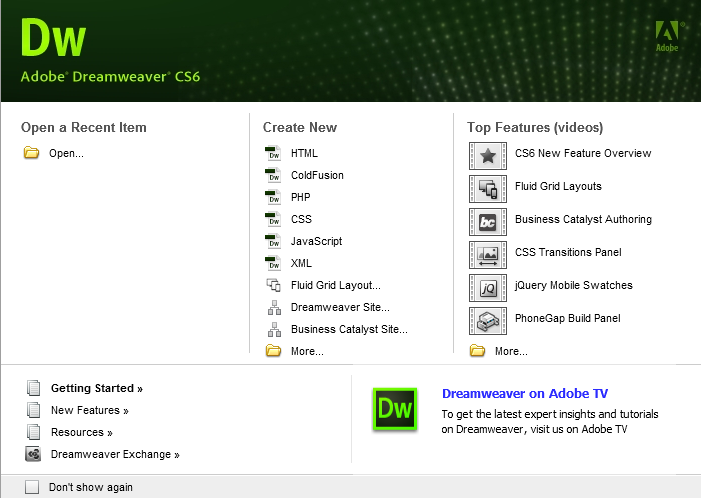 Dw
Adobe
Adobe® Dreamweaver® CS6
Open a Recent Item
Open...
Create New
HTML
ColdFusion
PHP
CSS
JavaScript
XML
Fluid Grid Layout...
Dreamweaver Site...
Business Catalyst Site...
More...
Top Features (videos)
CS6 New Feature Overview
Fluid Grid Layouts
bc
Business Catalyst Authoring
CSS Transitions Panel
jQ
jQuery Mobile Swatches
PhoneGap Build Panel
More...
Getting Started »
New Features »
Resources »
Dreamweaver Exchange »
Dw
Dreamweaver on Adobe TV
To get the latest expert insights and tutorials
on Dreamweaver, visit us on Adobe TV
Don't show again